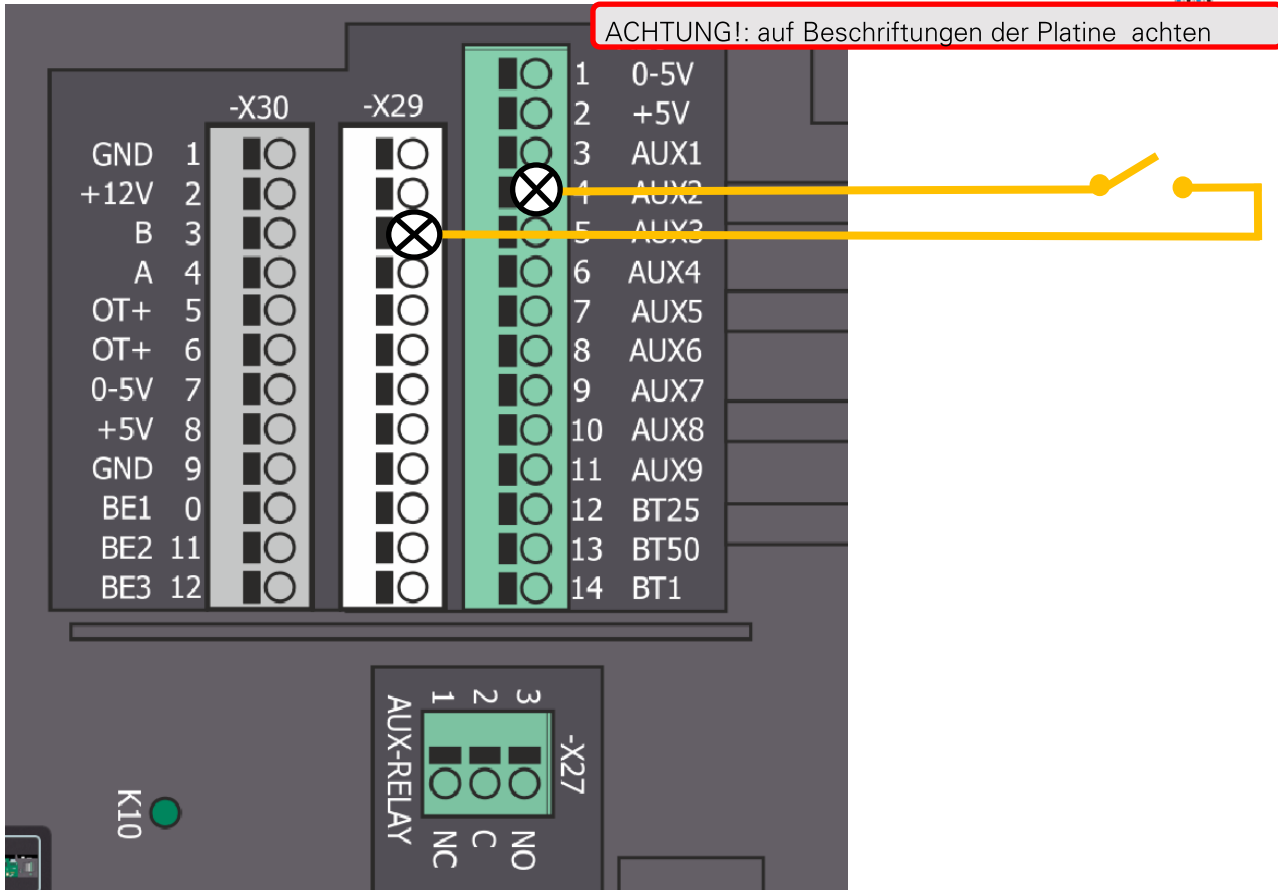 ACHTUNG!: auf Beschriftungen der Platine achten
-X30
-X29
GND 1
+12V 2
B 3
A 4
OT+ 5
OT+ 6
0-5V 7
+5V 8
GND 9
BE1 0
BE2 11
BE3 12
1 0-5V
2 +5V
3 AUX1
4 AUX2
5 AUX3
6 AUX4
7 AUX5
8 AUX6
9 AUX7
10 AUX8
11 AUX9
12 BT25
13 BT50
14 BT1
AUX-RELAY
1 2 3
-X27
NC C NO
K10